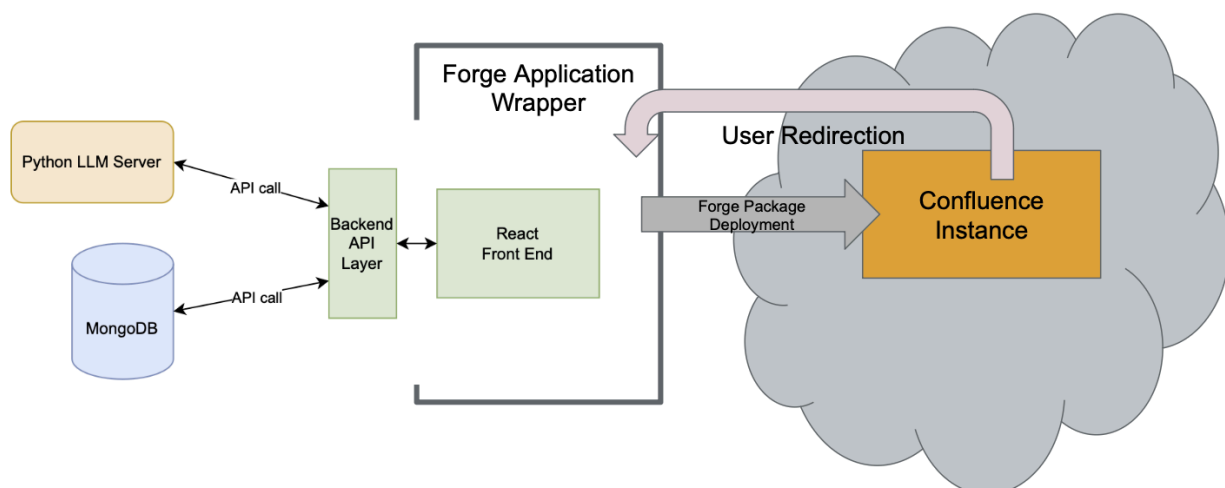 Forge Application
Wrapper
User Redirection
Python LLM Server
API call
Backend
API
Layer
React
Front End
Forge Package
Deployment
Confluence
Instance
API call
MongoDB